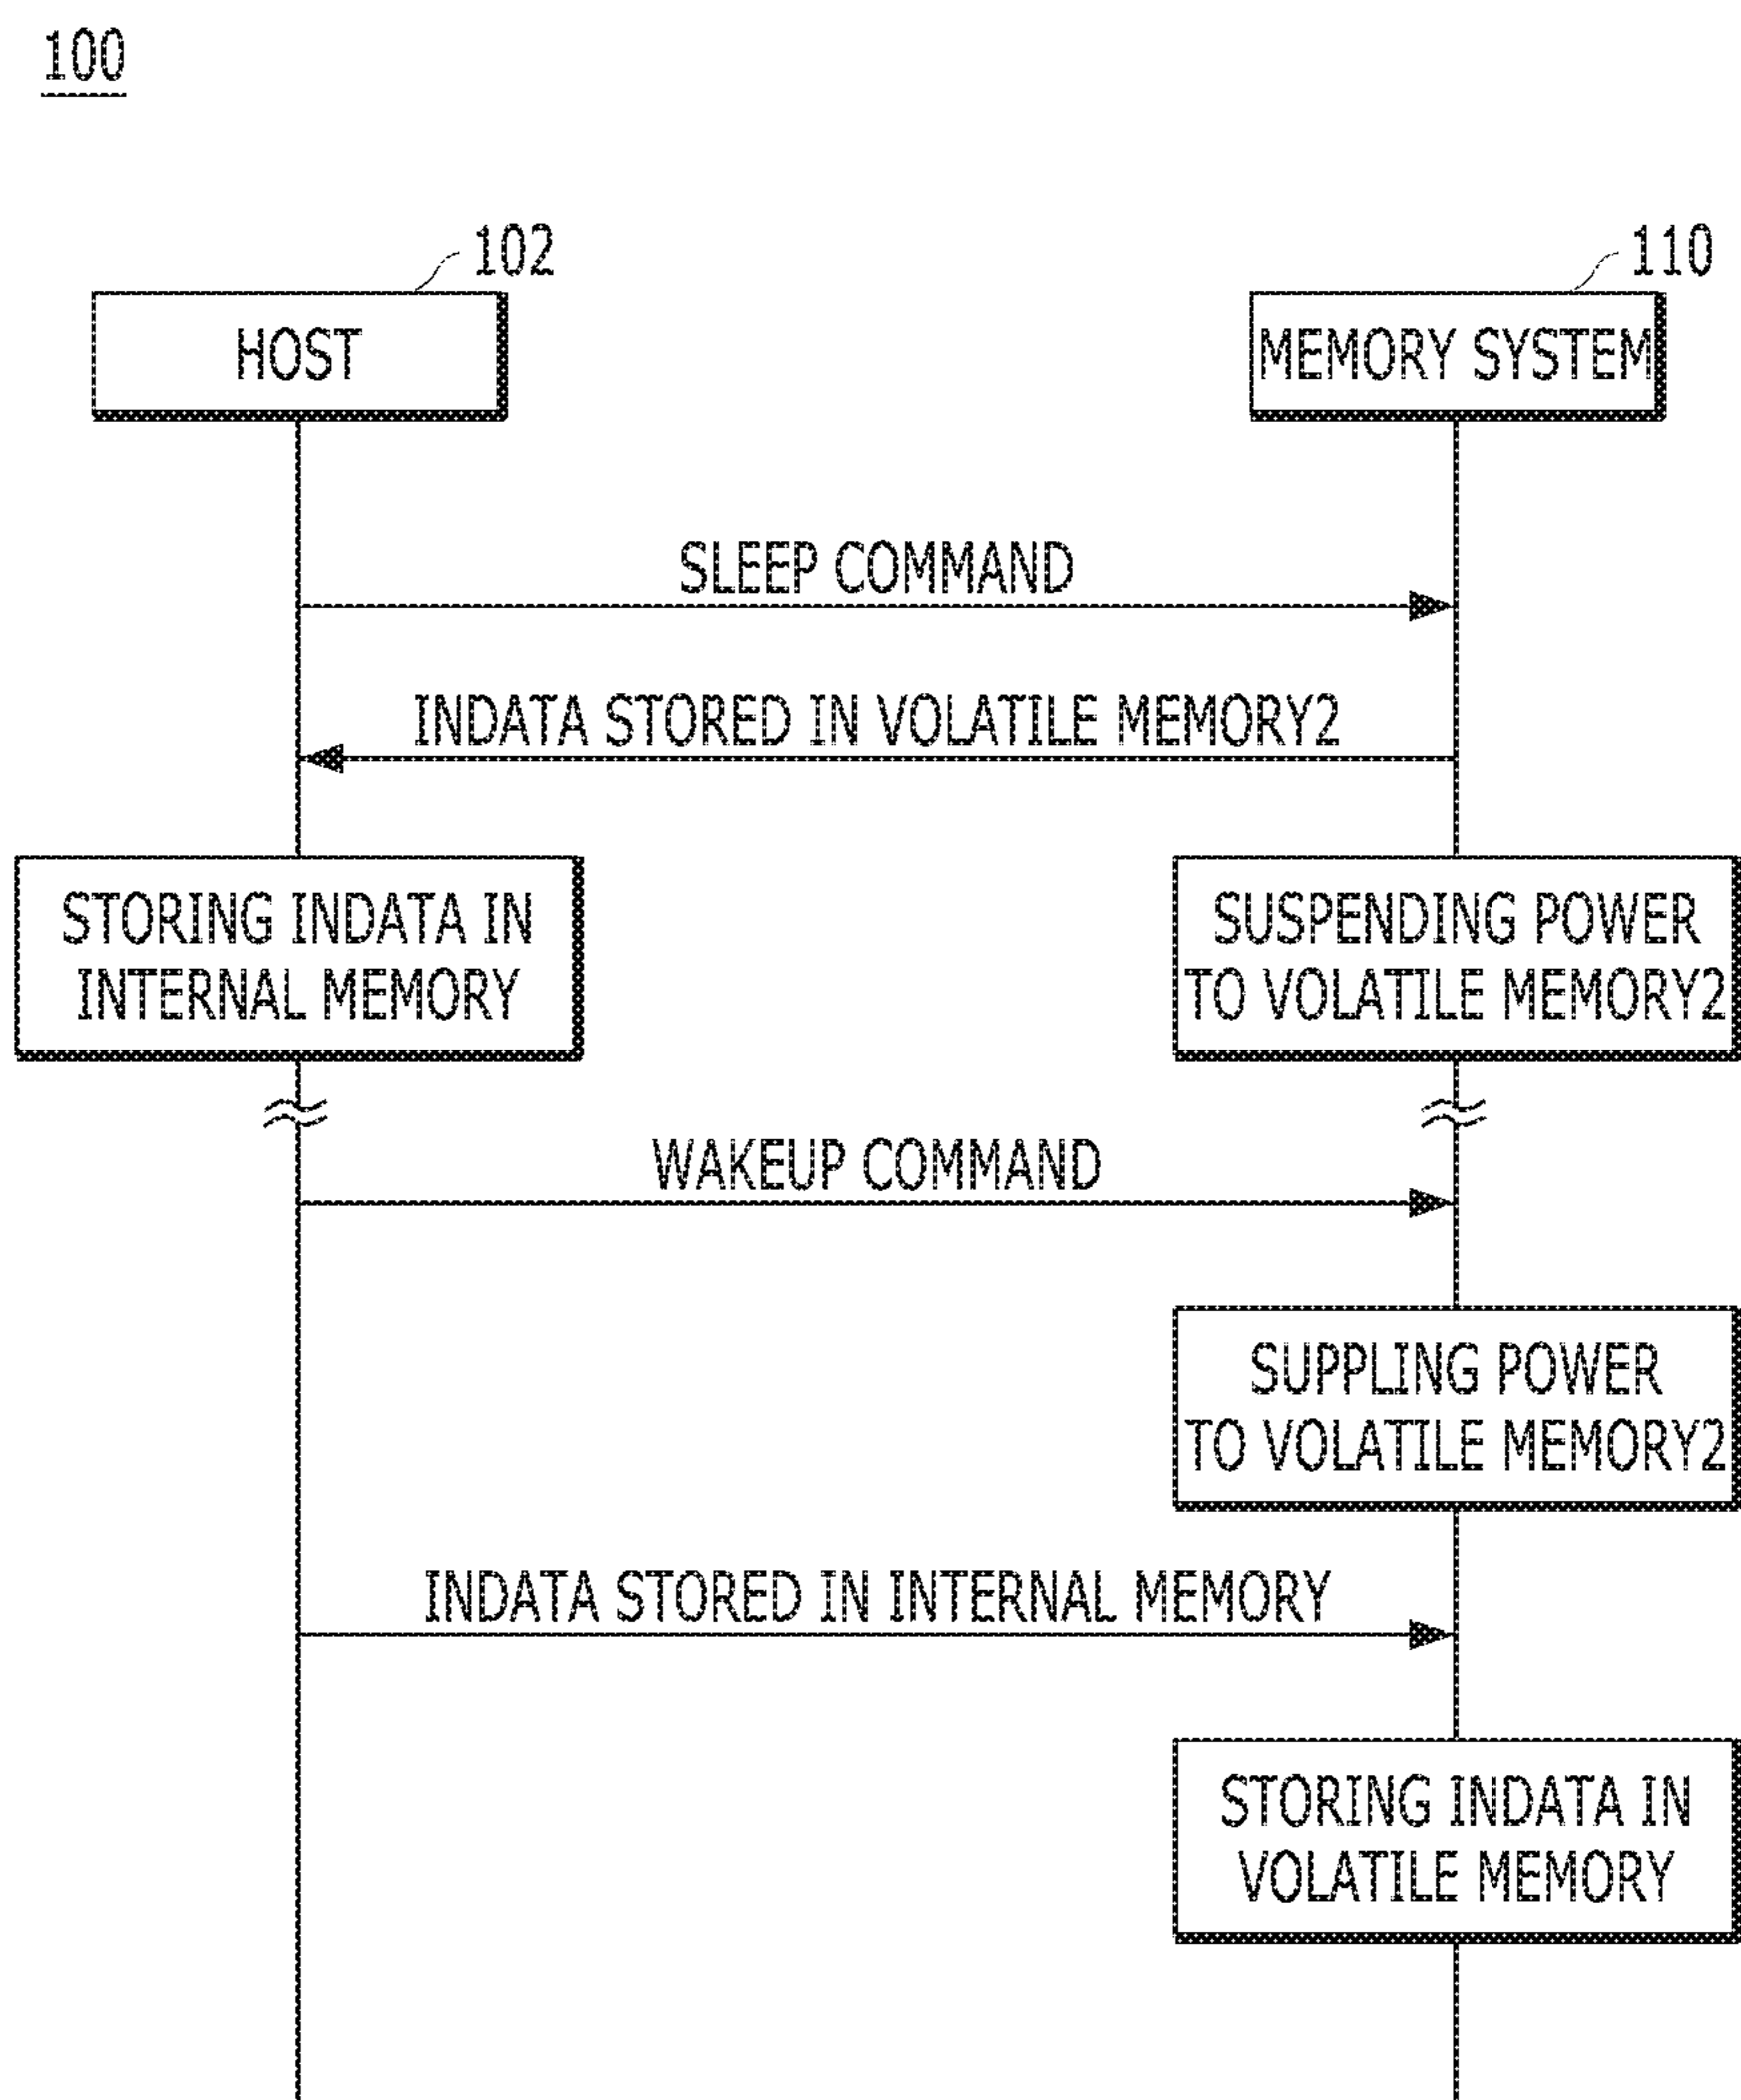 100
102
110
HOST
MEMORY SYSTEM
SLEEP COMMAND
INDATA STORED IN VOLATILE MEMORY2
STORING INDATA IN
INTERNAL MEMORY
SUSPENDING POWER
TO VOLATILE MEMORY2
WAKEUP COMMAND
SUPPLING POWER
TO VOLATILE MEMORY2
INDATA STORED IN INTERNAL MEMORY
STORING INDATA IN
VOLATILE MEMORY